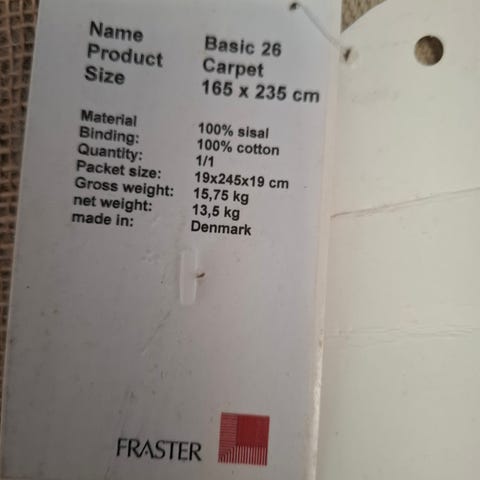 Name Basic 26
Product Carpet
Size 165 x 235 cm
Material 100% sisal
Binding: 100% cotton
Quantity: 1/1
Packet size: 19x245x19 cm
Gross weight: 15,75 kg
net weight: 13,5 kg
made in: Denmark
FRASTER